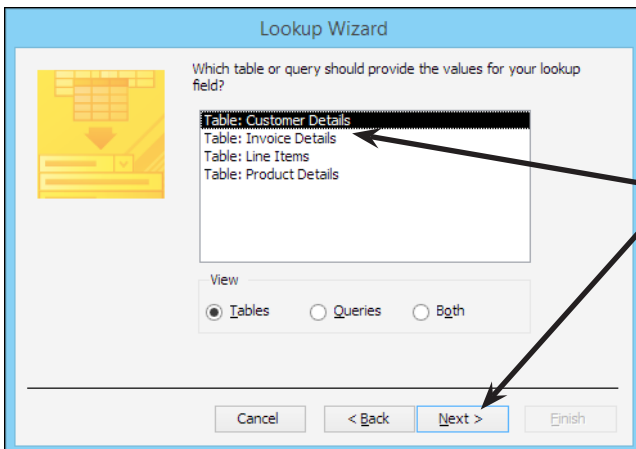 Lookup Wizard
Which table or query should provide the values for your lookup
field?
Table: Customer Details
Table: Invoice Details
Table: Line Items
Table: Product Details
View
Tables Queries Both
Cancel < Back Next > Finish